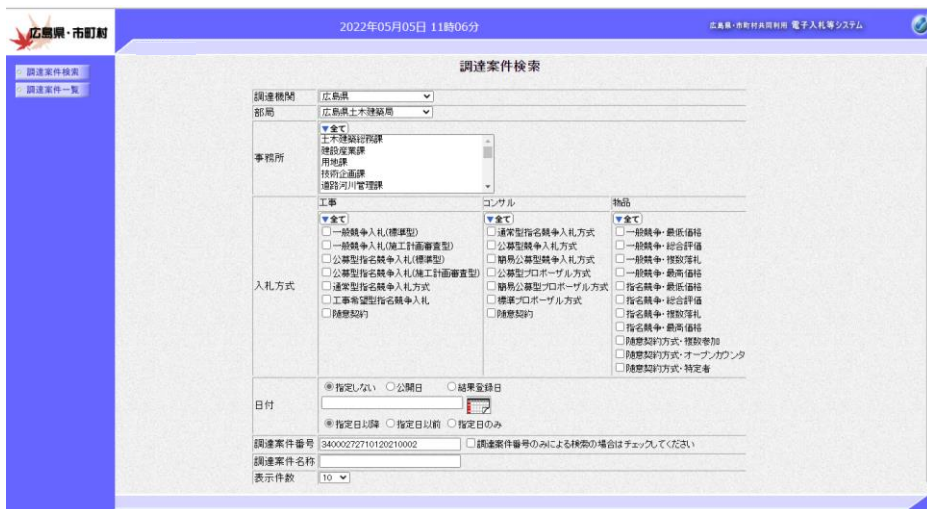 広島県・市町村
2022年05月05日 11時06分
広島県・市町村共同利用 電子入札等システム
調達案件検索
調達案件一覧
調達案件検索
調達機関 広島県
部局 広島県土木建築局
事務所
▼全て
土木建築総務課
建設産業課
用地課
技術企画課
道路河川管理課
入札方式
工事
▼全て
一般競争入札(標準型)
一般競争入札(施工計画審査型)
公募型指名競争入札(標準型)
公募型指名競争入札(施工計画審査型)
通常型指名競争入札方式
工事希望型指名競争入札
随意契約
コンサル
▼全て
通常型指名競争入札方式
公募型競争入札方式
簡易公募型競争入札方式
公募型プロポーザル方式
簡易公募型プロポーザル方式
標準プロポーザル方式
随意契約
物品
▼全て
一般競争・最低価格
一般競争・総合評価
一般競争・複数落札
一般競争・最高価格
指名競争・最低価格
指名競争・総合評価
指名競争・複数落札
指名競争・最高価格
随意契約方式・複数参加
随意契約方式・オープンカウンタ
随意契約方式・特定者
日付
指定しない 公開日 結果登録日
指定日以降 指定日以前 指定日のみ
調達案件番号 34000272710120210002 調達案件番号のみによる検索の場合はチェックしてください
調達案件名称
表示件数 10